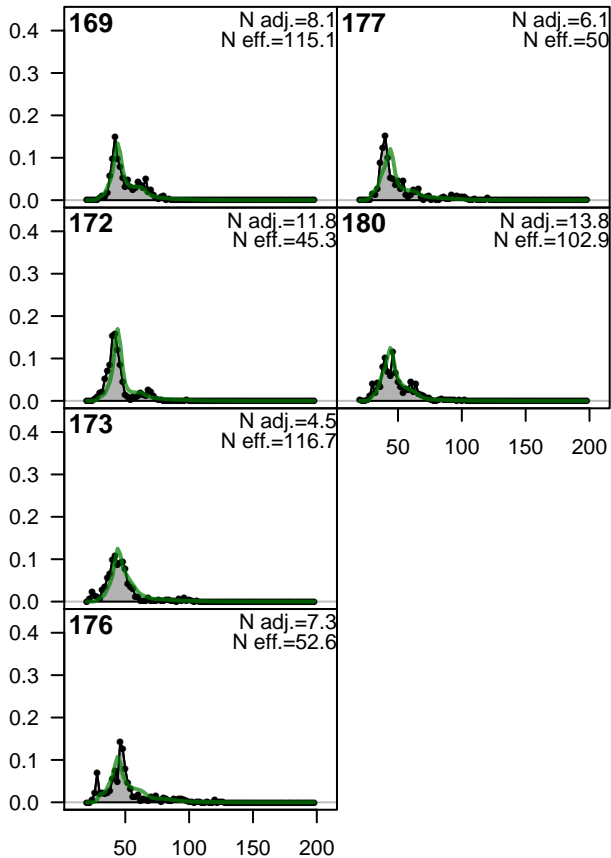 169
N adj.=8.1
N eff.=115.1
177
N adj.=6.1
N eff.=50
0.4
0.3
0.2
0.1
0.0
172
N adj.=11.8
N eff.=45.3
180
N adj.=13.8
N eff.=102.9
0.4
0.3
0.2
0.1
0.0
50 100 150 200
173
N adj.=4.5
N eff.=116.7
0.4
0.3
0.2
0.1
0.0
176
N adj.=7.3
N eff.=52.6
0.4
0.3
0.2
0.1
0.0
50 100 150 200